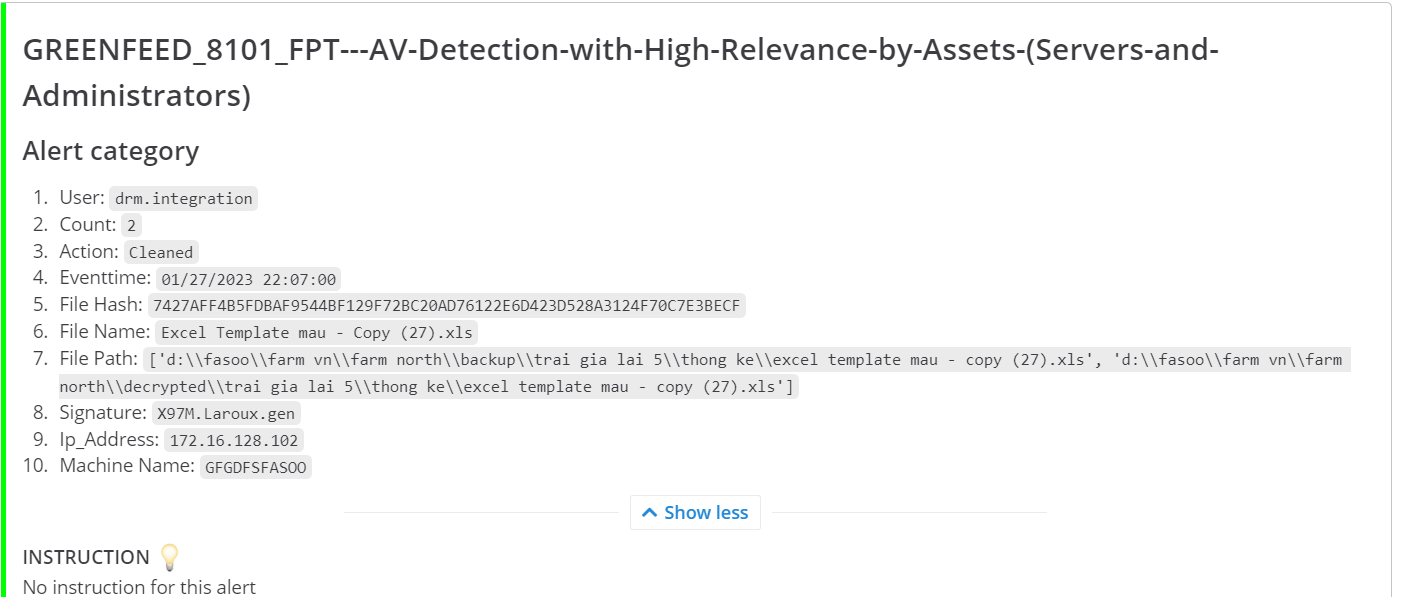 GREENFEED_8101_FPT---AV-Detection-with-High-Relevance-by-Assets-(Servers-and-
Administrators)
Alert category
1. User: drm.integration
2. Count: 2
3. Action: Cleaned
4. Eventtime: 01/27/2023 22:07:00
5. File Hash: 7427AFF4B5FDBAF9544BF129F72BC20AD76122E6D423D528A3124F70C7E3BECF
6. File Name: Excel Template mau - Copy (27).xls
7. File Path: ['d:\\fasoo\\farm vn\\farm north\\backup\\trai gia lai 5\\thong ke\\excel template mau - copy (27).xls', 'd:\\fasoo\\farm vn\\farm
north\\decrypted\\trai gia lai 5\\thong ke\\excel template mau - copy (27).xls']
8. Signature: X97M.Laroux.gen
9. Ip_Address: 172.16.128.102
10. Machine Name: GFGDFSFASOO
Show less
INSTRUCTION
No instruction for this alert